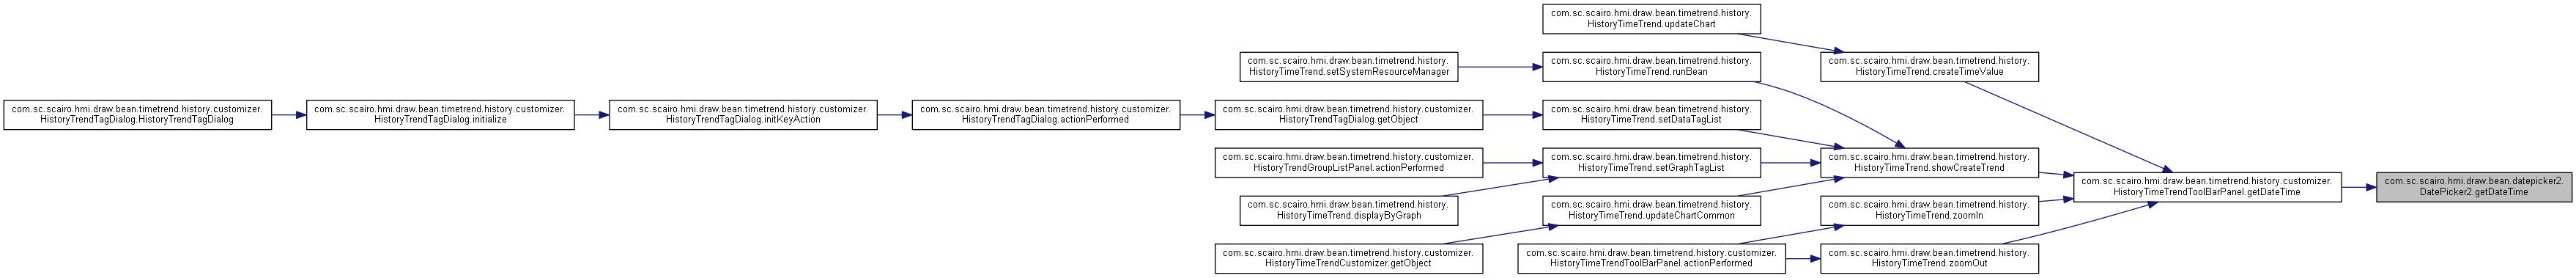 com.sc.scairo.hmi.draw.bean.timetrend.history.
HistoryTimeTrend.updateChart
com.sc.scairo.hmi.draw.bean.timetrend.history.
HistoryTimeTrend.setSystemResourceManager
com.sc.scairo.hmi.draw.bean.timetrend.history.
HistoryTimeTrend.runBean
com.sc.scairo.hmi.draw.bean.timetrend.history.
HistoryTimeTrend.createTimeValue
com.sc.scairo.hmi.draw.bean.timetrend.history.customizer.
HistoryTrendTagDialog.HistoryTrendTagDialog
com.sc.scairo.hmi.draw.bean.timetrend.history.customizer.
HistoryTrendTagDialog.initialize
com.sc.scairo.hmi.draw.bean.timetrend.history.customizer.
HistoryTrendTagDialog.initKeyAction
com.sc.scairo.hmi.draw.bean.timetrend.history.customizer.
HistoryTrendTagDialog.actionPerformed
com.sc.scairo.hmi.draw.bean.timetrend.history.customizer.
HistoryTrendTagDialog.getObject
com.sc.scairo.hmi.draw.bean.timetrend.history.
HistoryTimeTrend.setDataTagList
com.sc.scairo.hmi.draw.bean.timetrend.history.customizer.
HistoryTrendGroupListPanel.actionPerformed
com.sc.scairo.hmi.draw.bean.timetrend.history.
HistoryTimeTrend.setGraphTagList
com.sc.scairo.hmi.draw.bean.timetrend.history.
HistoryTimeTrend.showCreateTrend
com.sc.scairo.hmi.draw.bean.timetrend.history.customizer.
HistoryTimeTrendToolBarPanel.getDateTime
com.sc.scairo.hmi.draw.bean.datepicker2.
DatePicker2.getDateTime
com.sc.scairo.hmi.draw.bean.timetrend.history.
HistoryTimeTrend.displayByGraph
com.sc.scairo.hmi.draw.bean.timetrend.history.
HistoryTimeTrend.updateChartCommon
com.sc.scairo.hmi.draw.bean.timetrend.history.
HistoryTimeTrend.zoomIn
com.sc.scairo.hmi.draw.bean.timetrend.history.customizer.
HistoryTimeTrendCustomizer.getObject
com.sc.scairo.hmi.draw.bean.timetrend.history.customizer.
HistoryTimeTrendToolBarPanel.actionPerformed
com.sc.scairo.hmi.draw.bean.timetrend.history.
HistoryTimeTrend.zoomOut